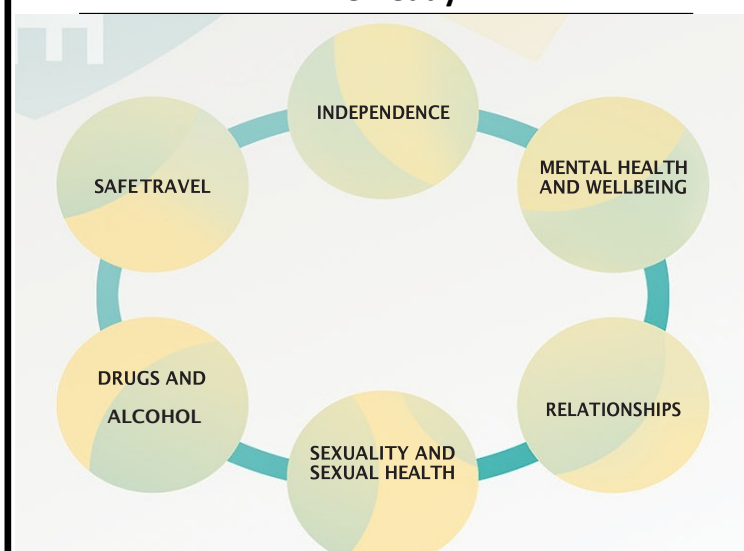 INDEPENDENCE
MENTAL HEALTH
AND WELLBEING
RELATIONSHIPS
SEXUALITY AND
SEXUAL HEALTH
DRUGS AND
ALCOHOL
SAFETRAVEL